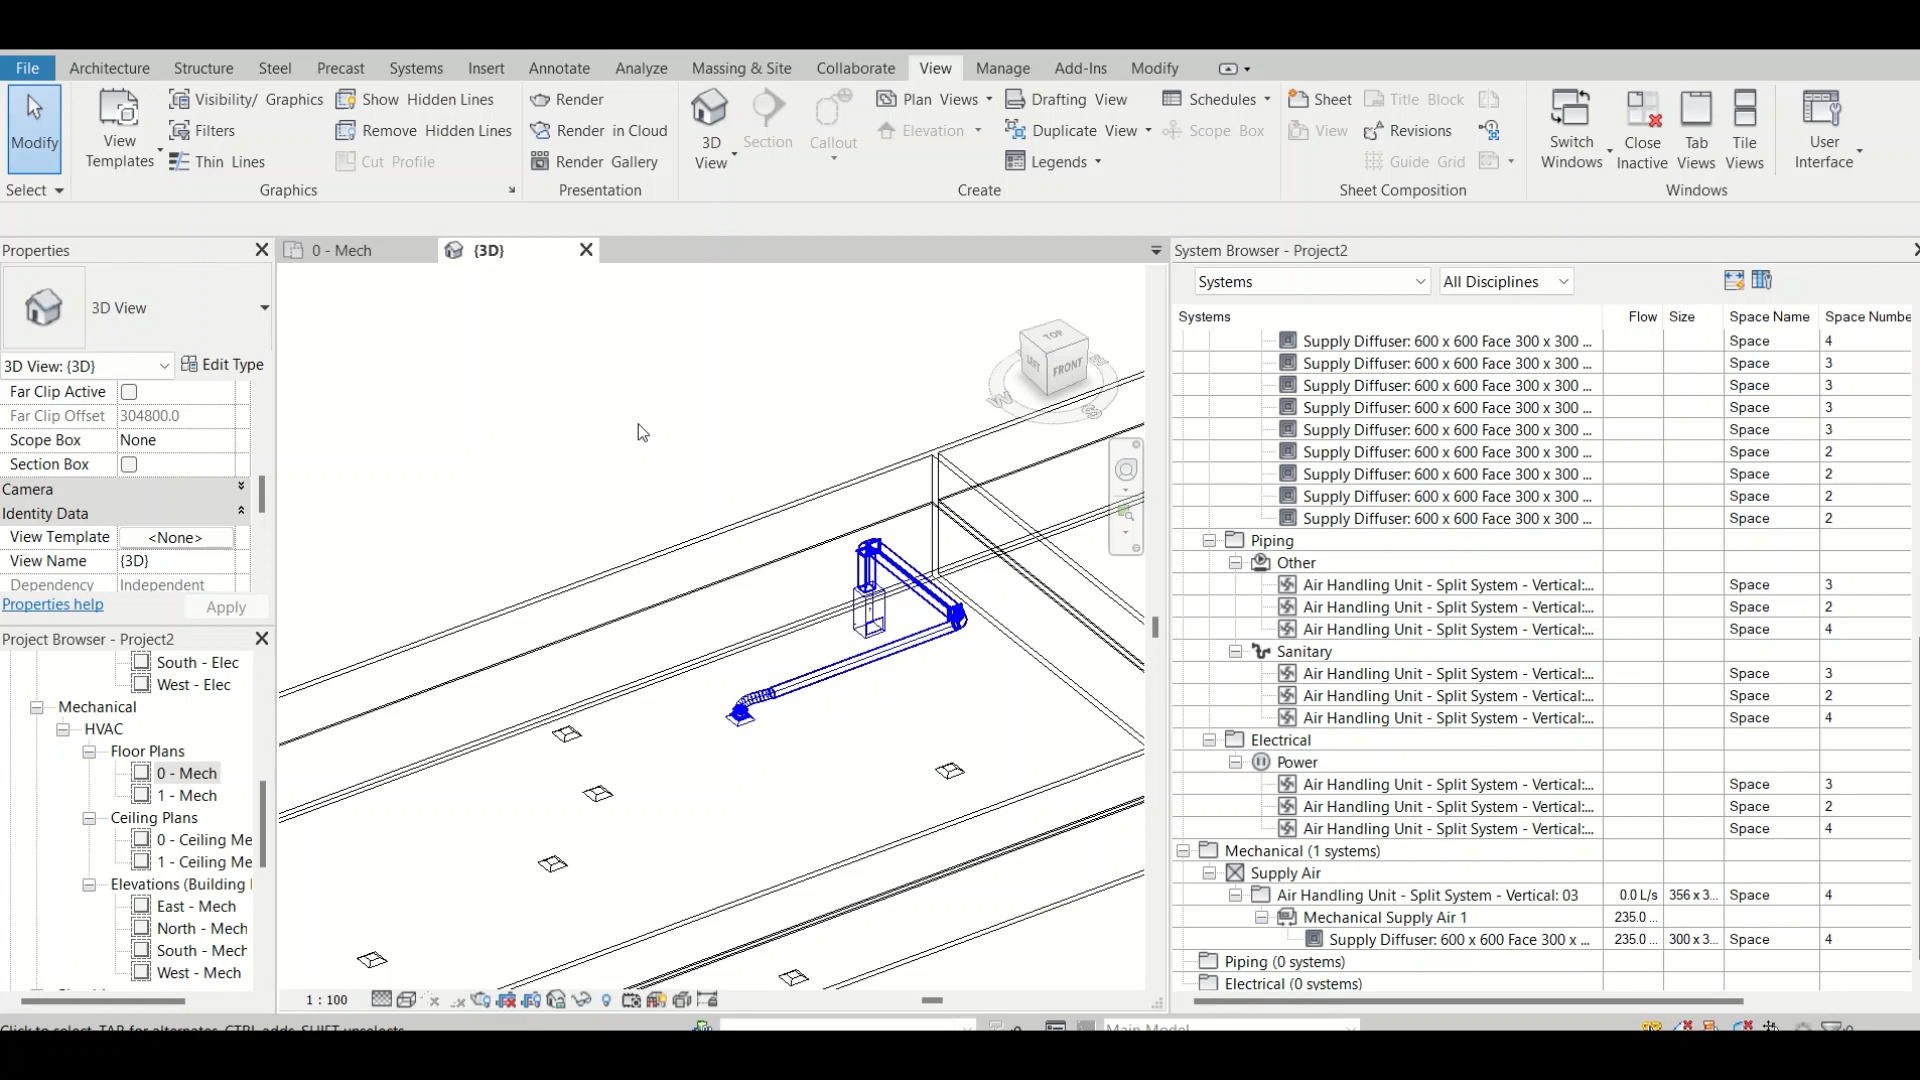 File Architecture Structure Steel Precast Systems Insert Annotate Analyze Massing & Site Collaborate View Manage Add-Ins Modify
Modify
Select
View Templates
Visibility/ Graphics
Filters
Thin Lines
Show Hidden Lines
Remove Hidden Lines
Cut Profile
Graphics
Render
Render in Cloud
Render Gallery
Presentation
3D View
Section
Callout
Plan Views
Elevation
Drafting View
Duplicate View
Legends
Schedules
Scope Box
Create
Sheet
View
Title Block
Revisions
Guide Grid
Sheet Composition
Switch Windows
Close Inactive
Tab Views
Tile Views
Windows
User Interface
Properties
3D View
3D View: {3D}
Edit Type
Far Clip Active
Far Clip Offset 304800.0
Scope Box None
Section Box
Camera
Identity Data
View Template <None>
View Name {3D}
Dependency Independent
Properties help
Apply
Project Browser - Project2
South - Elec
West - Elec
Mechanical
HVAC
Floor Plans
0 - Mech
1 - Mech
Ceiling Plans
0 - Ceiling Me
1 - Ceiling Me
Elevations (Building
East - Mech
North - Mech
South - Mech
West - Mech
0 - Mech
{3D}
TOP
LEFT
FRONT
W
S
1 : 100
System Browser - Project2
Systems
All Disciplines
Systems Flow Size Space Name Space Numbe
Supply Diffuser: 600 x 600 Face 300 x 300 ... Space 4
Supply Diffuser: 600 x 600 Face 300 x 300 ... Space 3
Supply Diffuser: 600 x 600 Face 300 x 300 ... Space 3
Supply Diffuser: 600 x 600 Face 300 x 300 ... Space 3
Supply Diffuser: 600 x 600 Face 300 x 300 ... Space 3
Supply Diffuser: 600 x 600 Face 300 x 300 ... Space 2
Supply Diffuser: 600 x 600 Face 300 x 300 ... Space 2
Supply Diffuser: 600 x 600 Face 300 x 300 ... Space 2
Supply Diffuser: 600 x 600 Face 300 x 300 ... Space 2
Piping
Other
Air Handling Unit - Split System - Vertical:... Space 3
Air Handling Unit - Split System - Vertical:... Space 2
Air Handling Unit - Split System - Vertical:... Space 4
Sanitary
Air Handling Unit - Split System - Vertical:... Space 3
Air Handling Unit - Split System - Vertical:... Space 2
Air Handling Unit - Split System - Vertical:... Space 4
Electrical
Power
Air Handling Unit - Split System - Vertical:... Space 3
Air Handling Unit - Split System - Vertical:... Space 2
Air Handling Unit - Split System - Vertical:... Space 4
Mechanical (1 systems)
Supply Air
Air Handling Unit - Split System - Vertical: 03 0.0 L/s 356 x 3... Space 4
Mechanical Supply Air 1 235.0 ...
Supply Diffuser: 600 x 600 Face 300 x ... 235.0 ... 300 x 3... Space 4
Piping (0 systems)
Electrical (0 systems)
Click to select, TAB for alternates, CTRL adds, SHIFT unselects.
Main Model